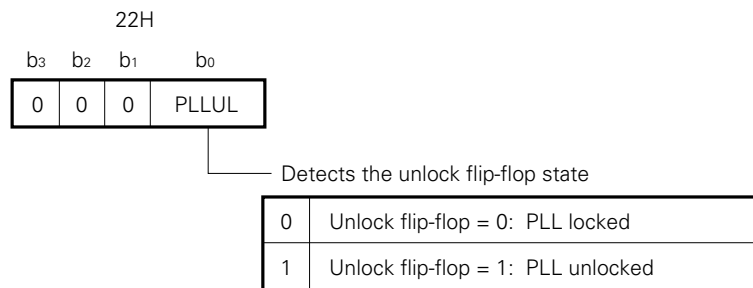 22H
b3 b2 b1 b0
0 0 0 PLLUL
Detects the unlock flip-flop state
0 Unlock flip-flop = 0: PLL locked
1 Unlock flip-flop = 1: PLL unlocked